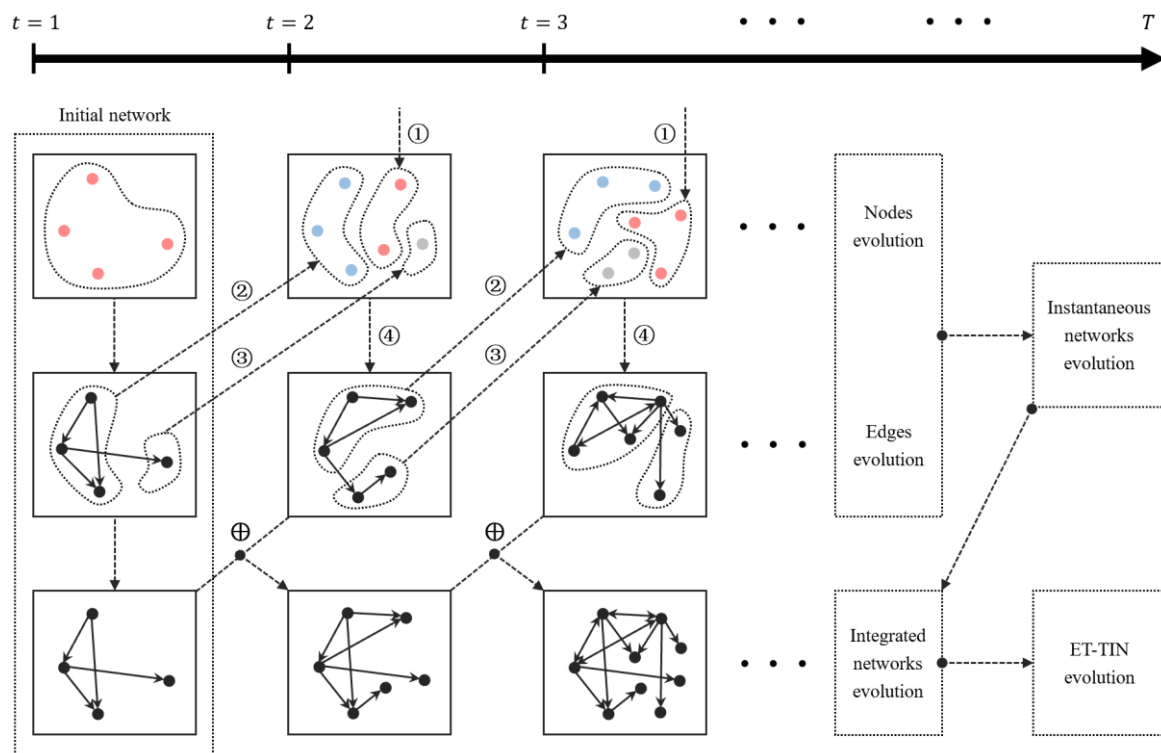 t = 1
t = 2
t = 3
• • •
• • •
T
Initial network
①
①
Nodes
evolution
②
②
③
③
④
④
Instantaneous
networks
evolution
Edges
evolution
⊕
⊕
Integrated
networks
evolution
ET-TIN
evolution